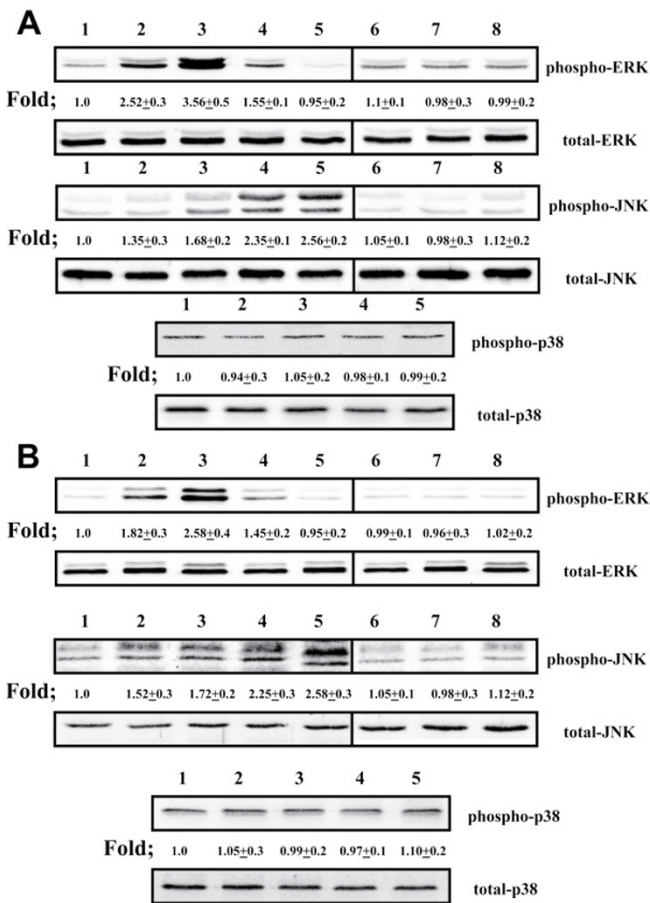 A
1 2 3 4 5 6 7 8
phospho-ERK
Fold; 1.0 2.52±0.3 3.56±0.5 1.55±0.1 0.95±0.2 1.1±0.1 0.98±0.3 0.99±0.2
total-ERK
1 2 3 4 5 6 7 8
phospho-JNK
Fold; 1.0 1.35±0.3 1.68±0.2 2.35±0.1 2.56±0.2 1.05±0.1 0.98±0.3 1.12±0.2
total-JNK
1 2 3 4 5
phospho-p38
Fold; 1.0 0.94±0.3 1.05±0.2 0.98±0.1 0.99±0.2
total-p38
B
1 2 3 4 5 6 7 8
phospho-ERK
Fold; 1.0 1.82±0.3 2.58±0.4 1.45±0.2 0.95±0.2 0.99±0.1 0.96±0.3 1.02±0.2
total-ERK
1 2 3 4 5 6 7 8
phospho-JNK
Fold; 1.0 1.52±0.3 1.72±0.2 2.25±0.3 2.58±0.3 1.05±0.1 0.98±0.3 1.12±0.2
total-JNK
1 2 3 4 5
phospho-p38
Fold; 1.0 1.05±0.3 0.99±0.2 0.97±0.1 1.10±0.2
total-p38